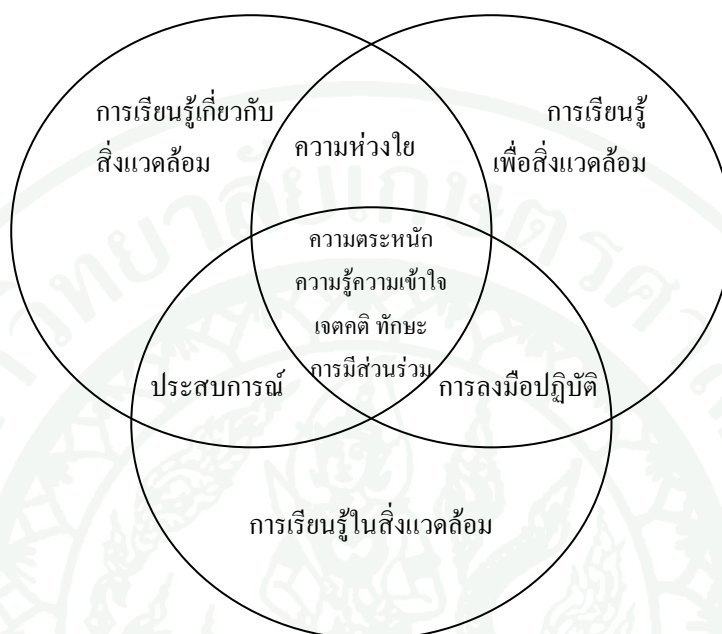 การเรียนรู้เกี่ยวกับ
สิ่งแวดล้อม
ความห่วงใย
การเรียนรู้
เพื่อสิ่งแวดล้อม
ความตระหนัก
ความรู้ความเข้าใจ
เจตคติ ทักษะ
การมีส่วนร่วม
ประสบการณ์
การลงมือปฏิบัติ
การเรียนรู้ในสิ่งแวดล้อม